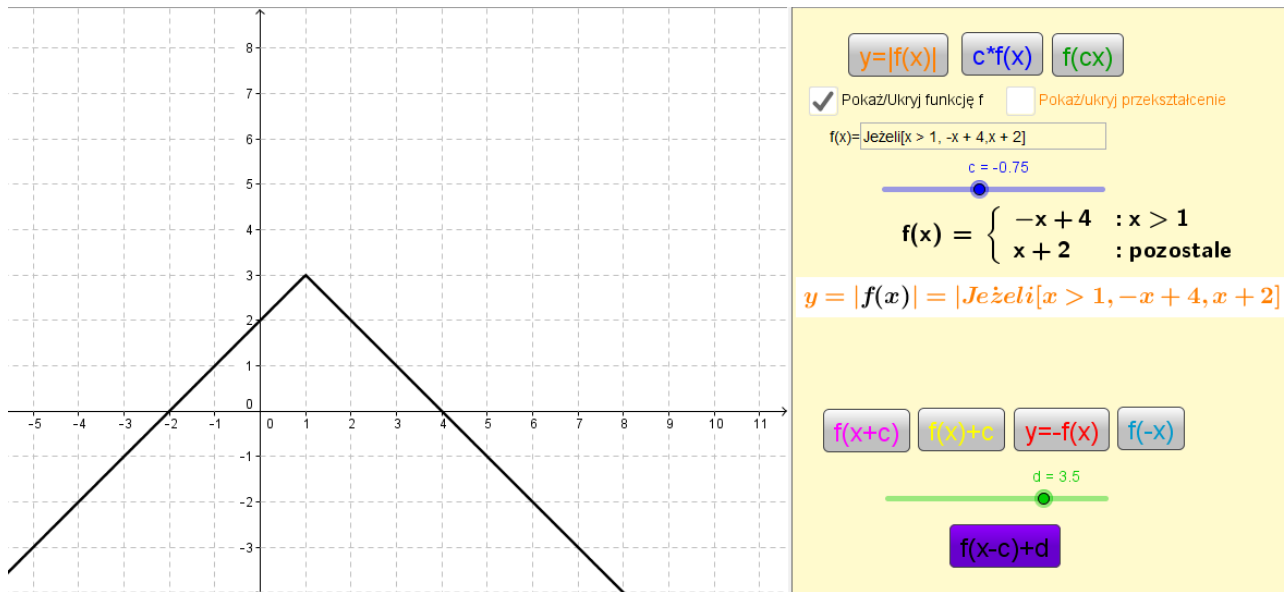 8
7
6
5
4
3
2
1
0
-5 -4 -3 -2 -1 0 1 2 3 4 5 6 7 8 9 10 11
-1
-2
-3
y=|f(x)| c*f(x) f(cx)
Pokaż/Ukryj funkcję f Pokaż/ukryj przekształcenie
f(x)= Jeżeli[x > 1, -x + 4,x + 2]
c = -0.75
f(x) = { −x + 4 : x > 1
x + 2 : pozostale
y = |f(x)| = |Jeżeli[x > 1, −x + 4, x + 2]
f(x+c) f(x)+c y=-f(x) f(-x)
d = 3.5
f(x-c)+d